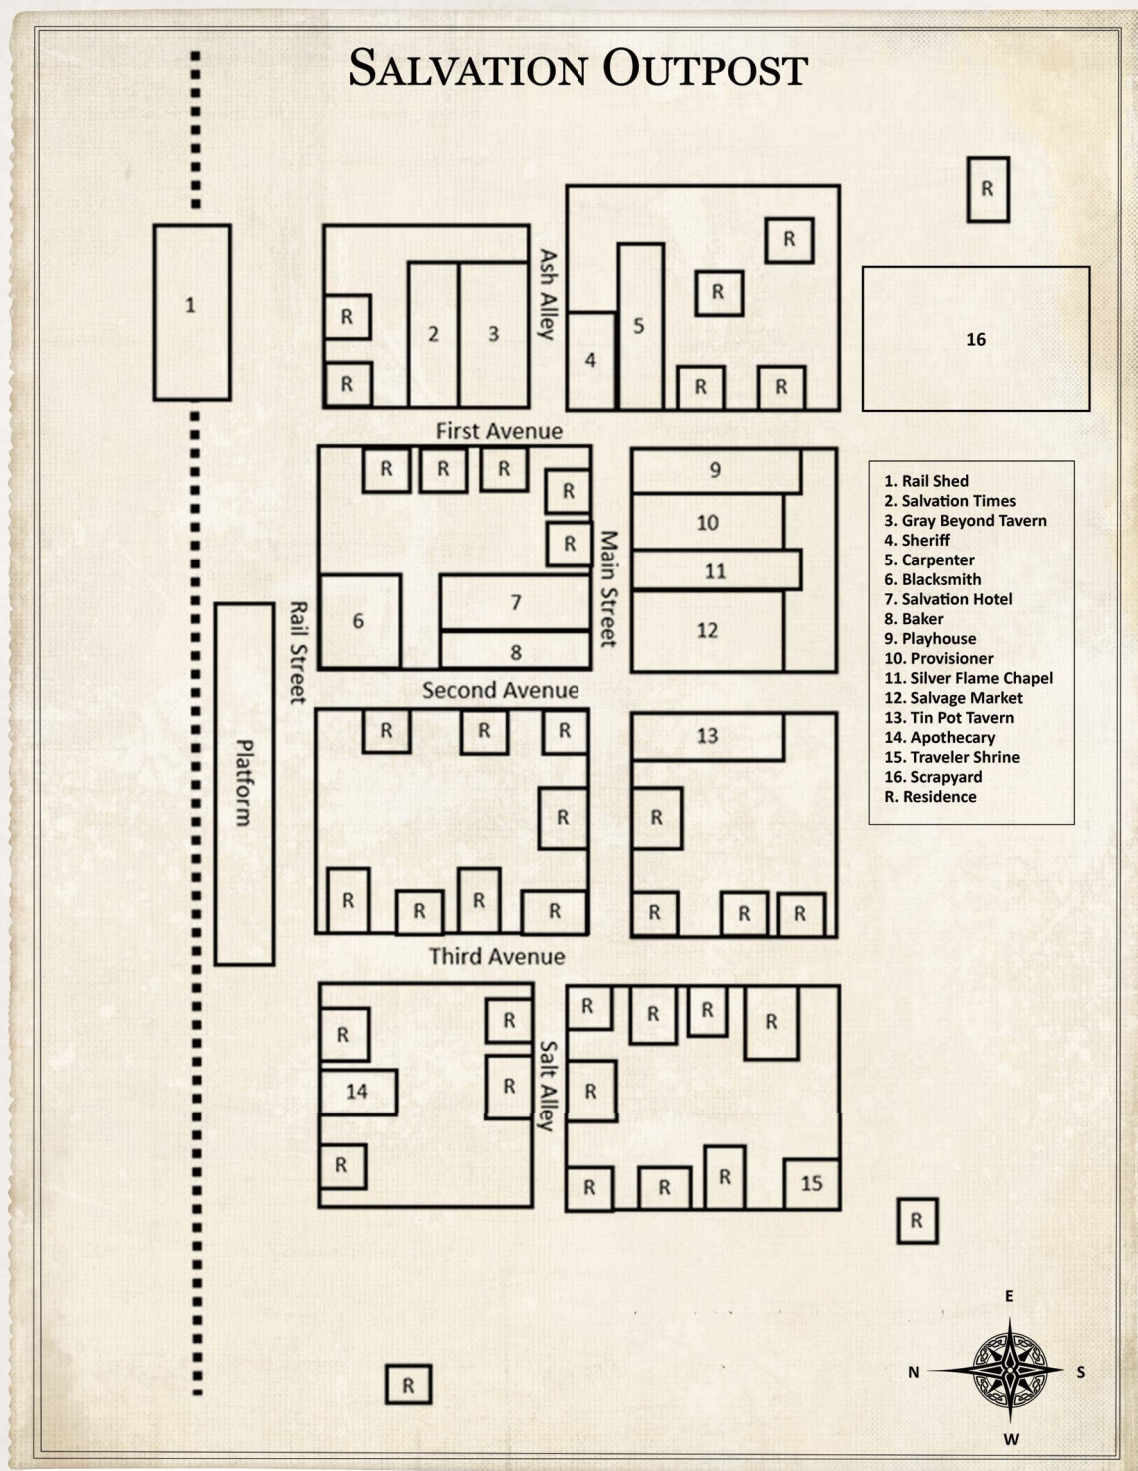 SALVATION OUTPOST
R
1
Ash Alley
R
R
R
2
3
4
5
16
R
R
R
First Avenue
R
R
R
R
R
9
10
11
12
Main Street
6
7
8
Rail Street
1. Rail Shed
2. Salvation Times
3. Gray Beyond Tavern
4. Sheriff
5. Carpenter
6. Blacksmith
7. Salvation Hotel
8. Baker
9. Playhouse
10. Provisioner
11. Silver Flame Chapel
12. Salvage Market
13. Tin Pot Tavern
14. Apothecary
15. Traveler Shrine
16. Scrapyard
R. Residence
Second Avenue
Platform
R
R
R
13
R
R
R
R
R
R
R
R
R
Third Avenue
R
R
R
R
R
R
14
R
Salt Alley
R
R
R
R
R
15
R
R
E
N
S
W